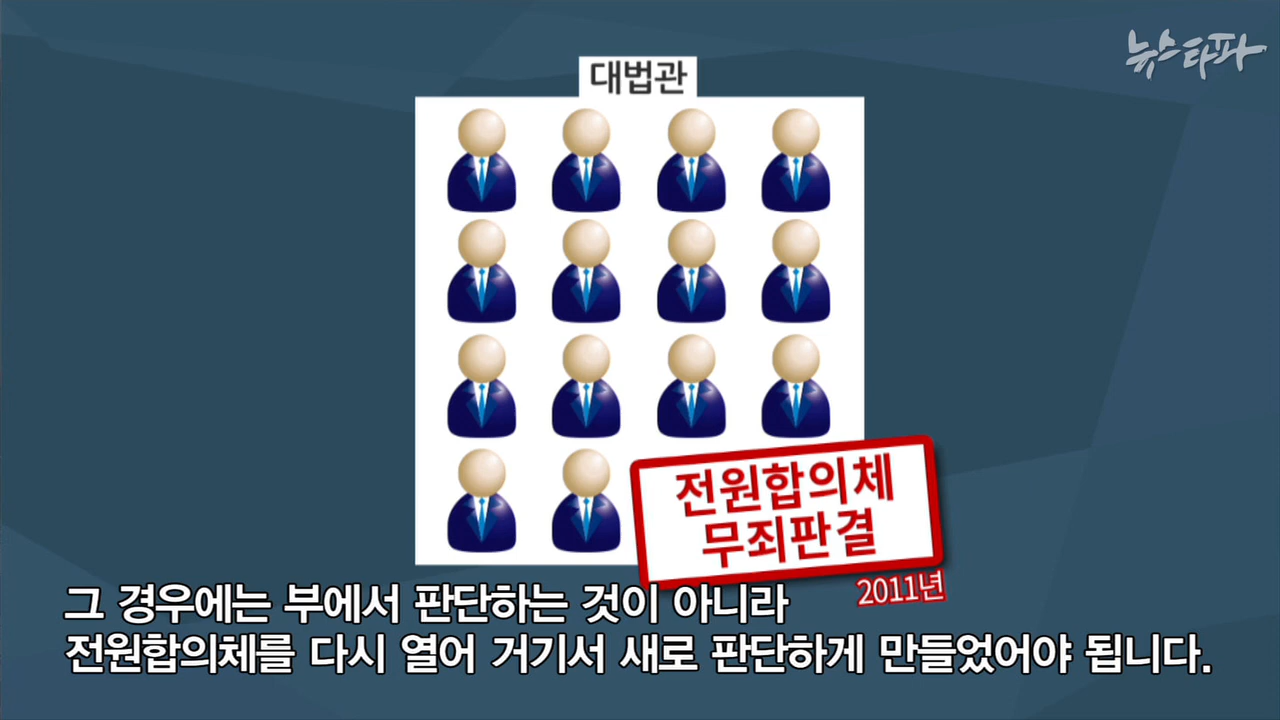 뉴스타파
대법관
전원합의체
무죄판결
2011년
그 경우에는 부에서 판단하는 것이 아니라
전원합의체를 다시 열어 거기서 새로 판단하게 만들었어야 됩니다.